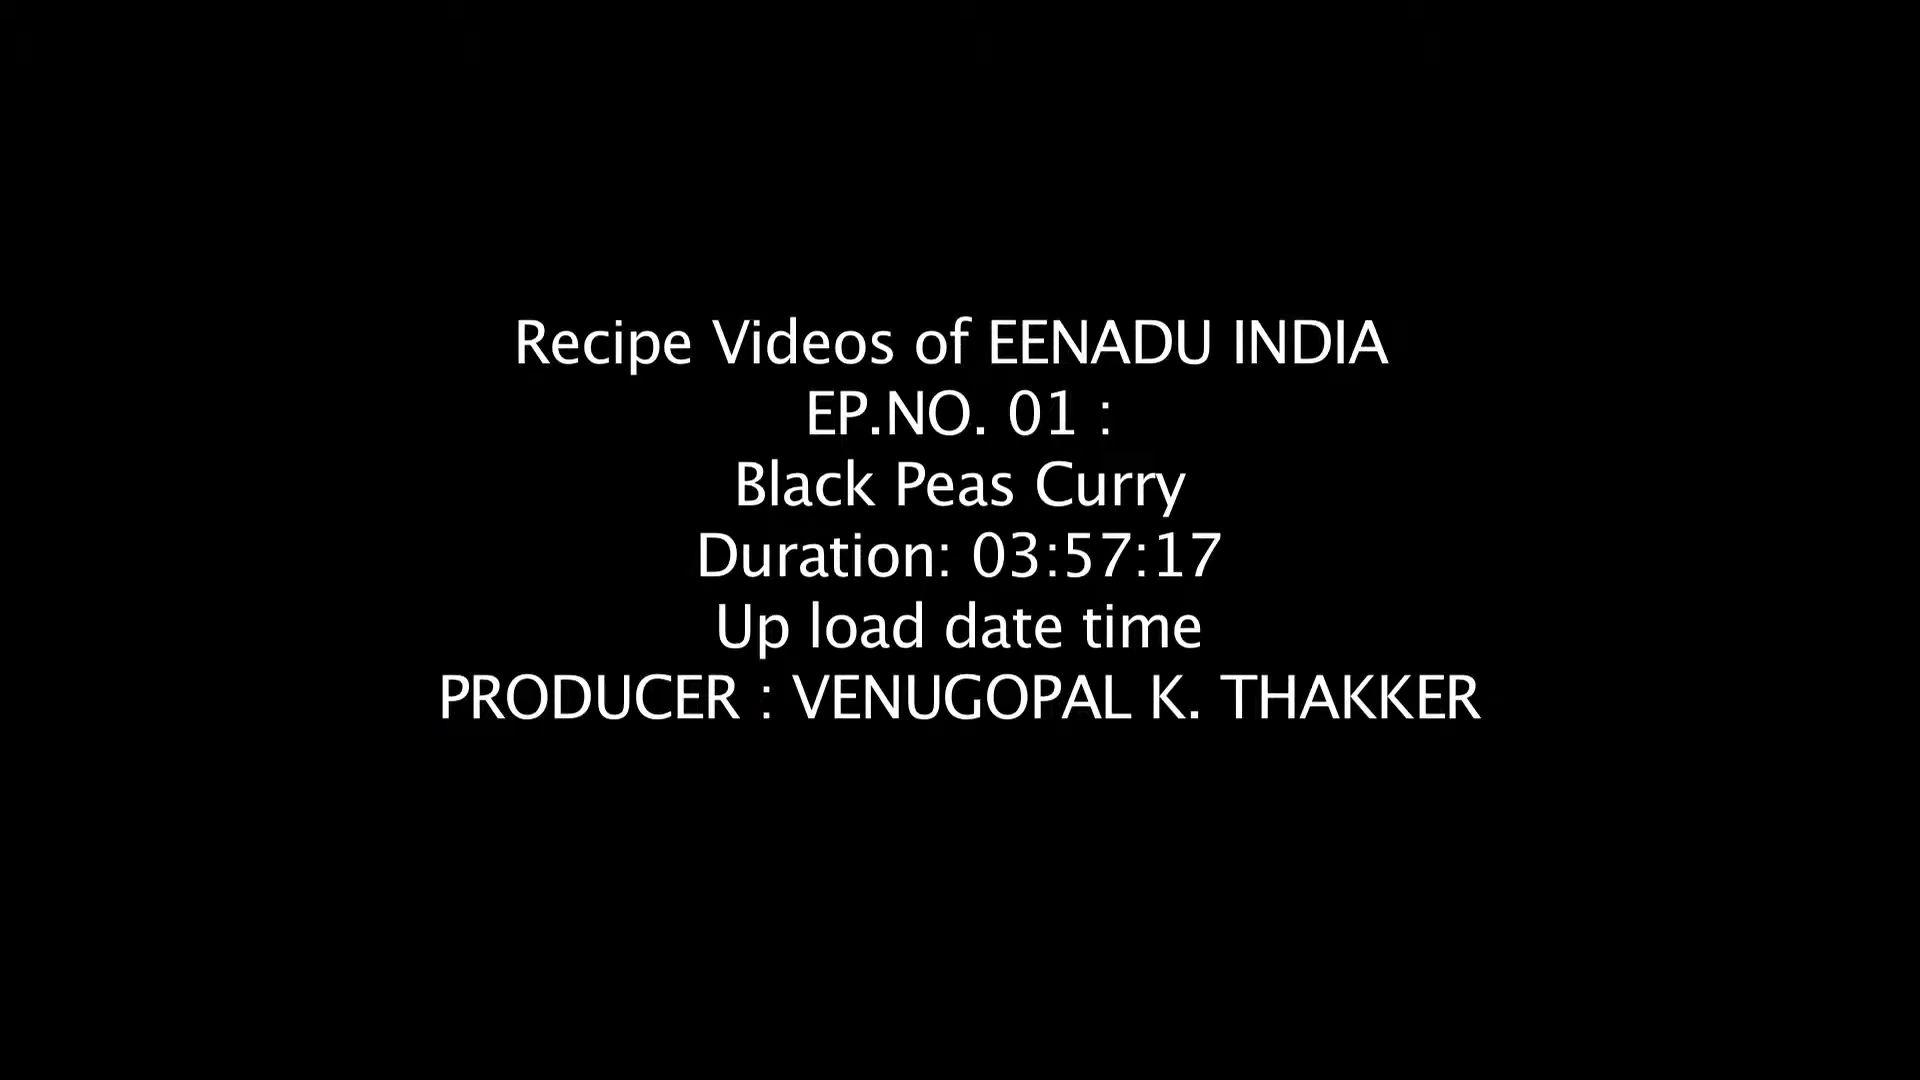 Recipe Videos of EENADU INDIA
EP.NO. 01 :
Black Peas Curry
Duration: 03:57:17
Up load date time
PRODUCER : VENUGOPAL K. THAKKER